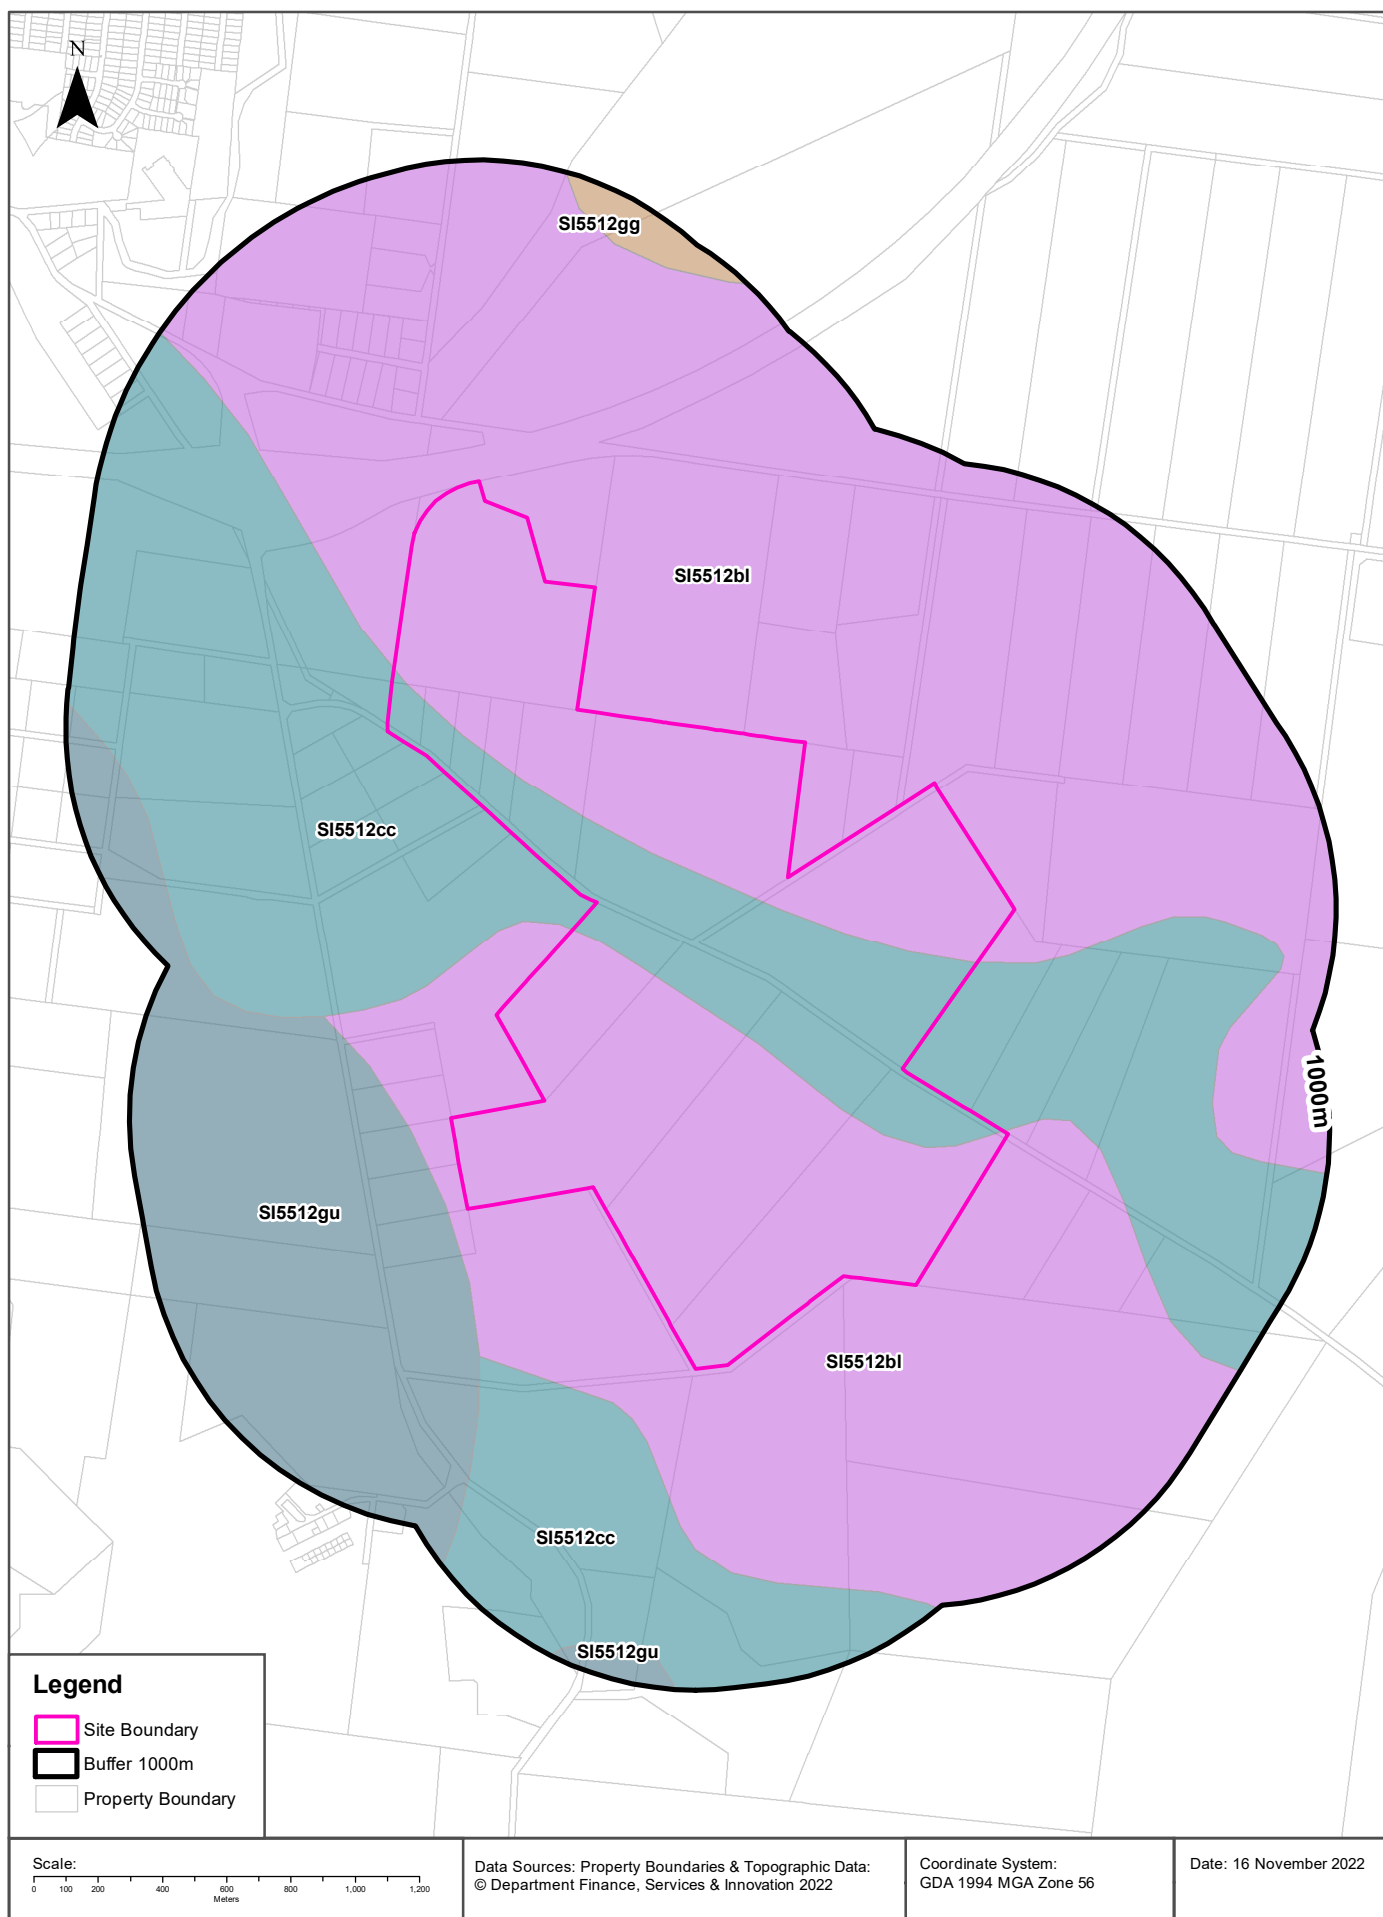 N
SI5512gg
SI5512bl
SI5512cc
1000m
SI5512gu
SI5512bl
SI5512cc
SI5512gu
Legend
Site Boundary
Buffer 1000m
Property Boundary
Scale:
0 100 200 400 600 800 1,000 1,200
Meters
Data Sources: Property Boundaries & Topographic Data:
© Department Finance, Services & Innovation 2022
Coordinate System:
GDA 1994 MGA Zone 56
Date: 16 November 2022